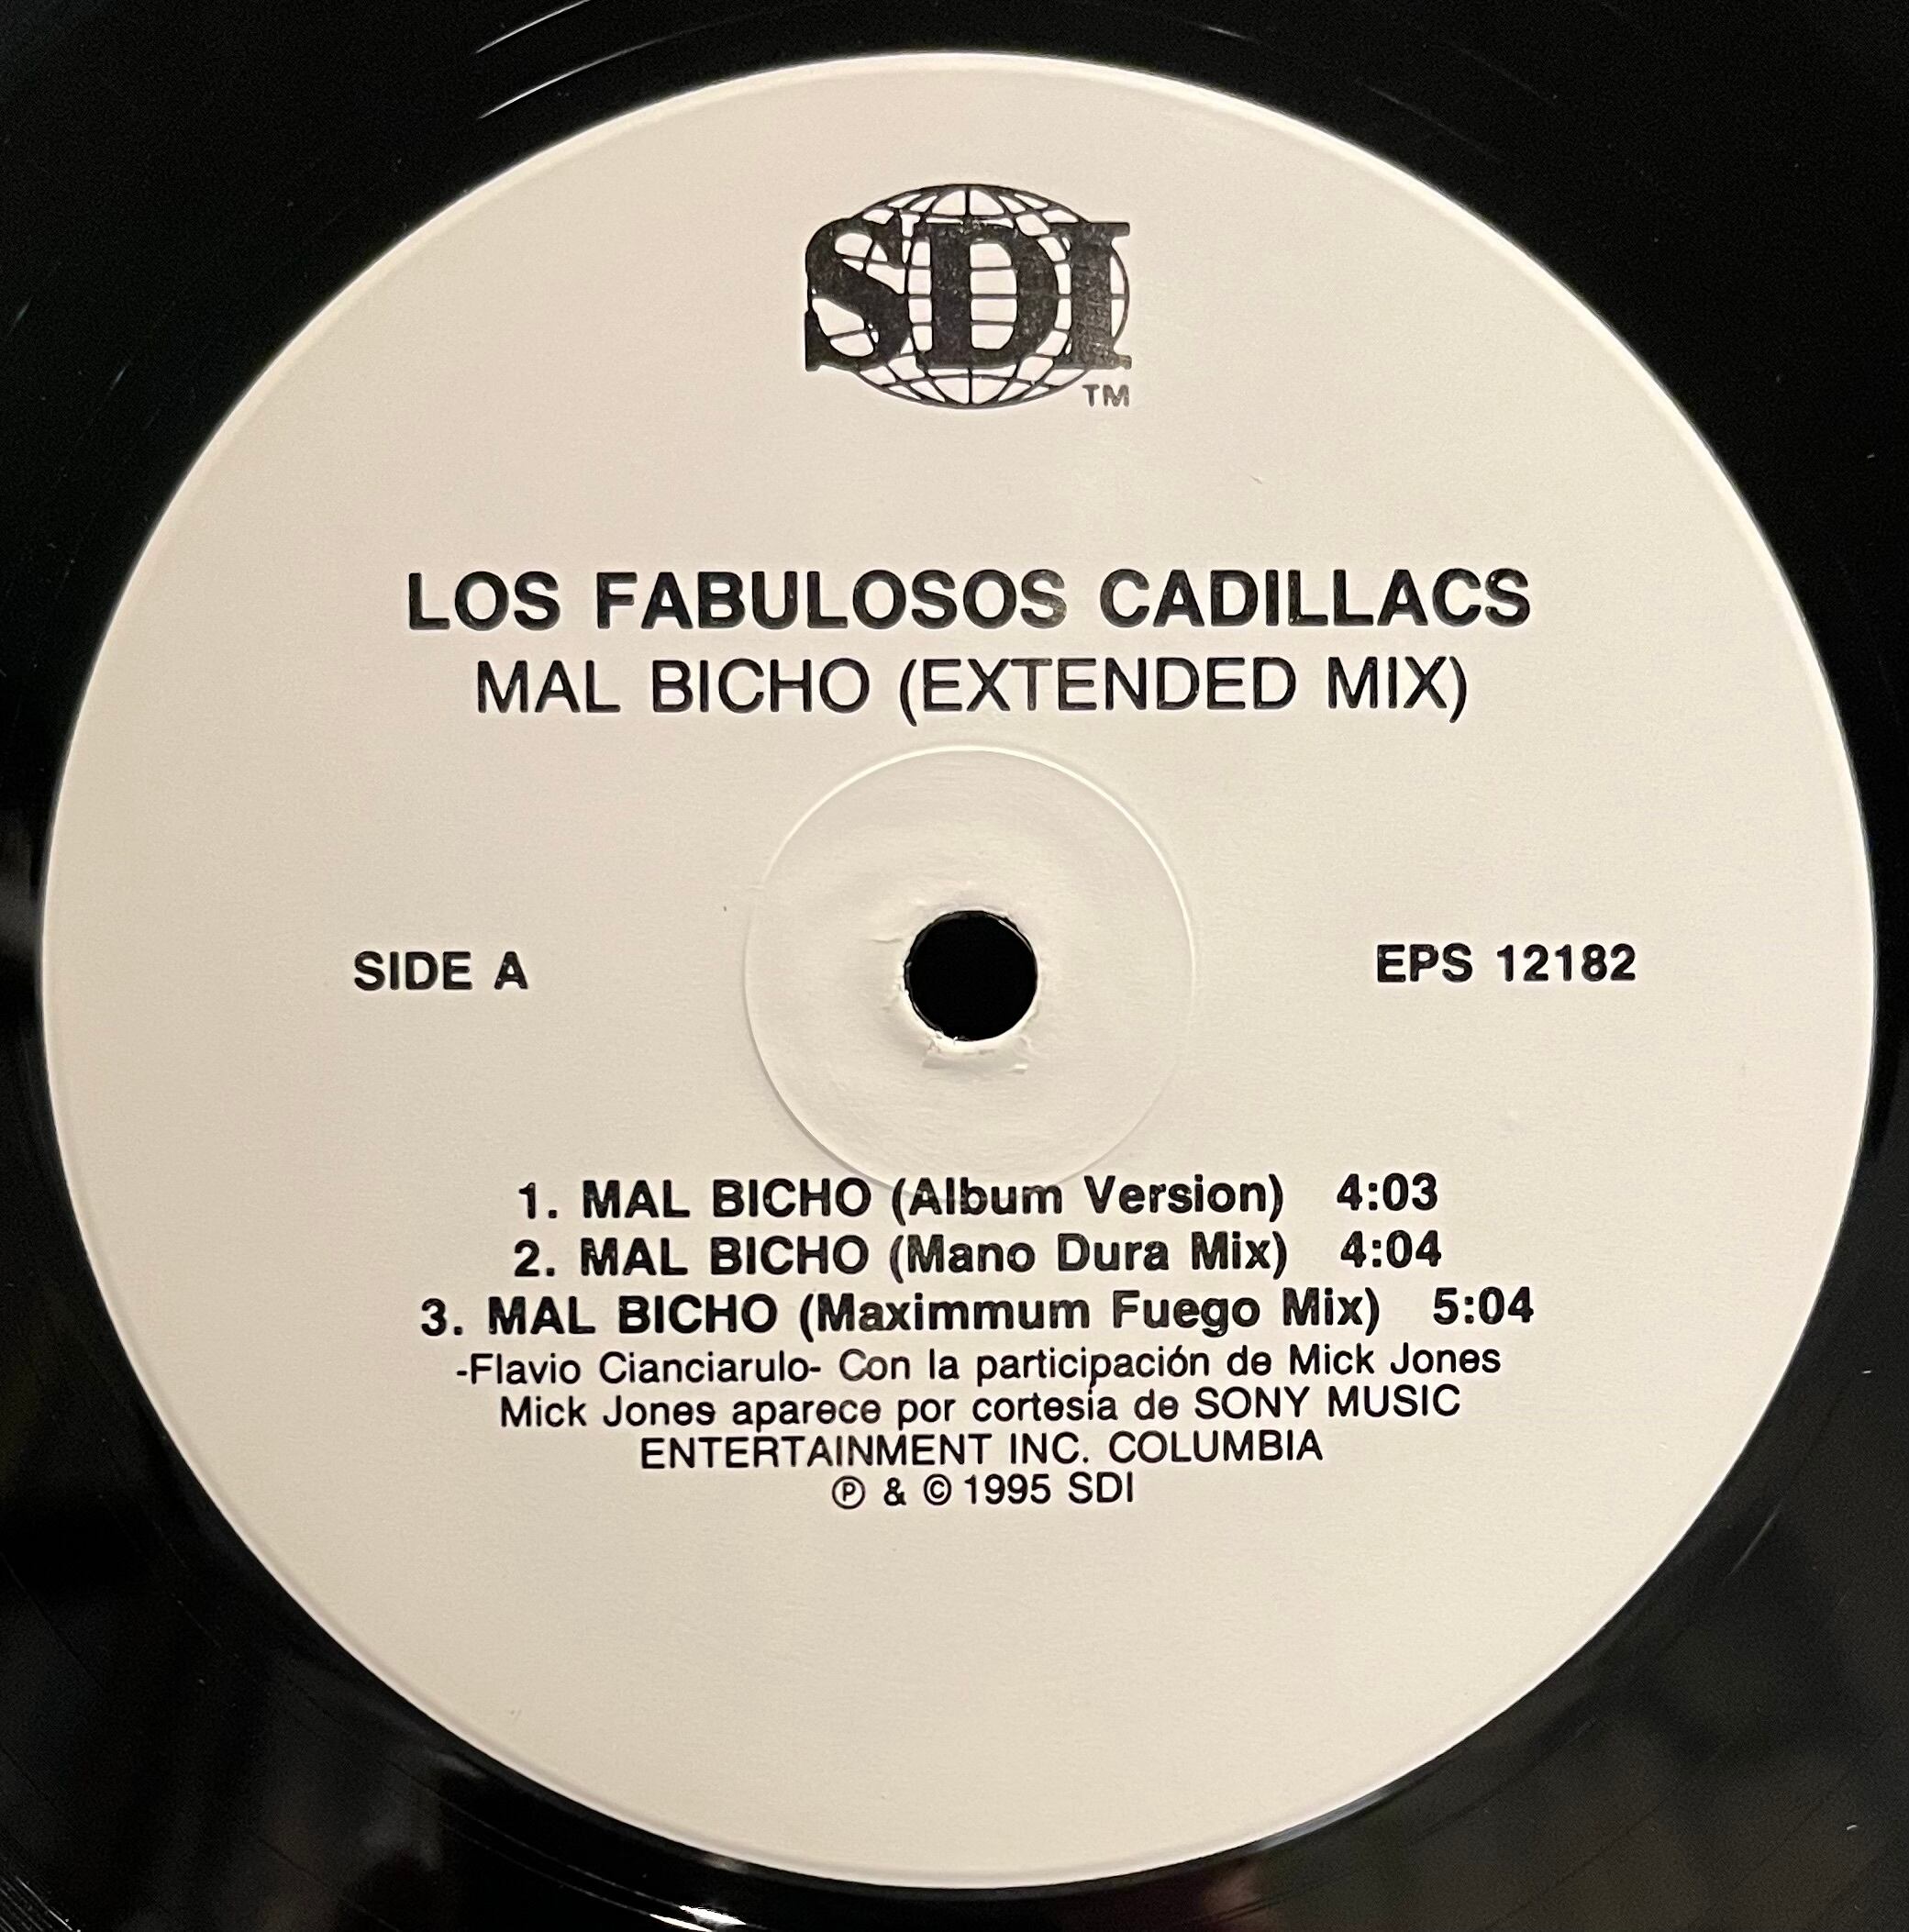 SDI
TM
LOS FABULOSOS CADILLACS
MAL BICHO (EXTENDED MIX)
SIDE A
EPS 12182
1. MAL BICHO (Album Version) 4:03
2. MAL BICHO (Mano Dura Mix) 4:04
3. MAL BICHO (Maximmum Fuego Mix) 5:04
-Flavio Cianciarulo- Con la participación de Mick Jones
Mick Jones aparece por cortesía de SONY MUSIC
ENTERTAINMENT INC. COLUMBIA
℗ & © 1995 SDI